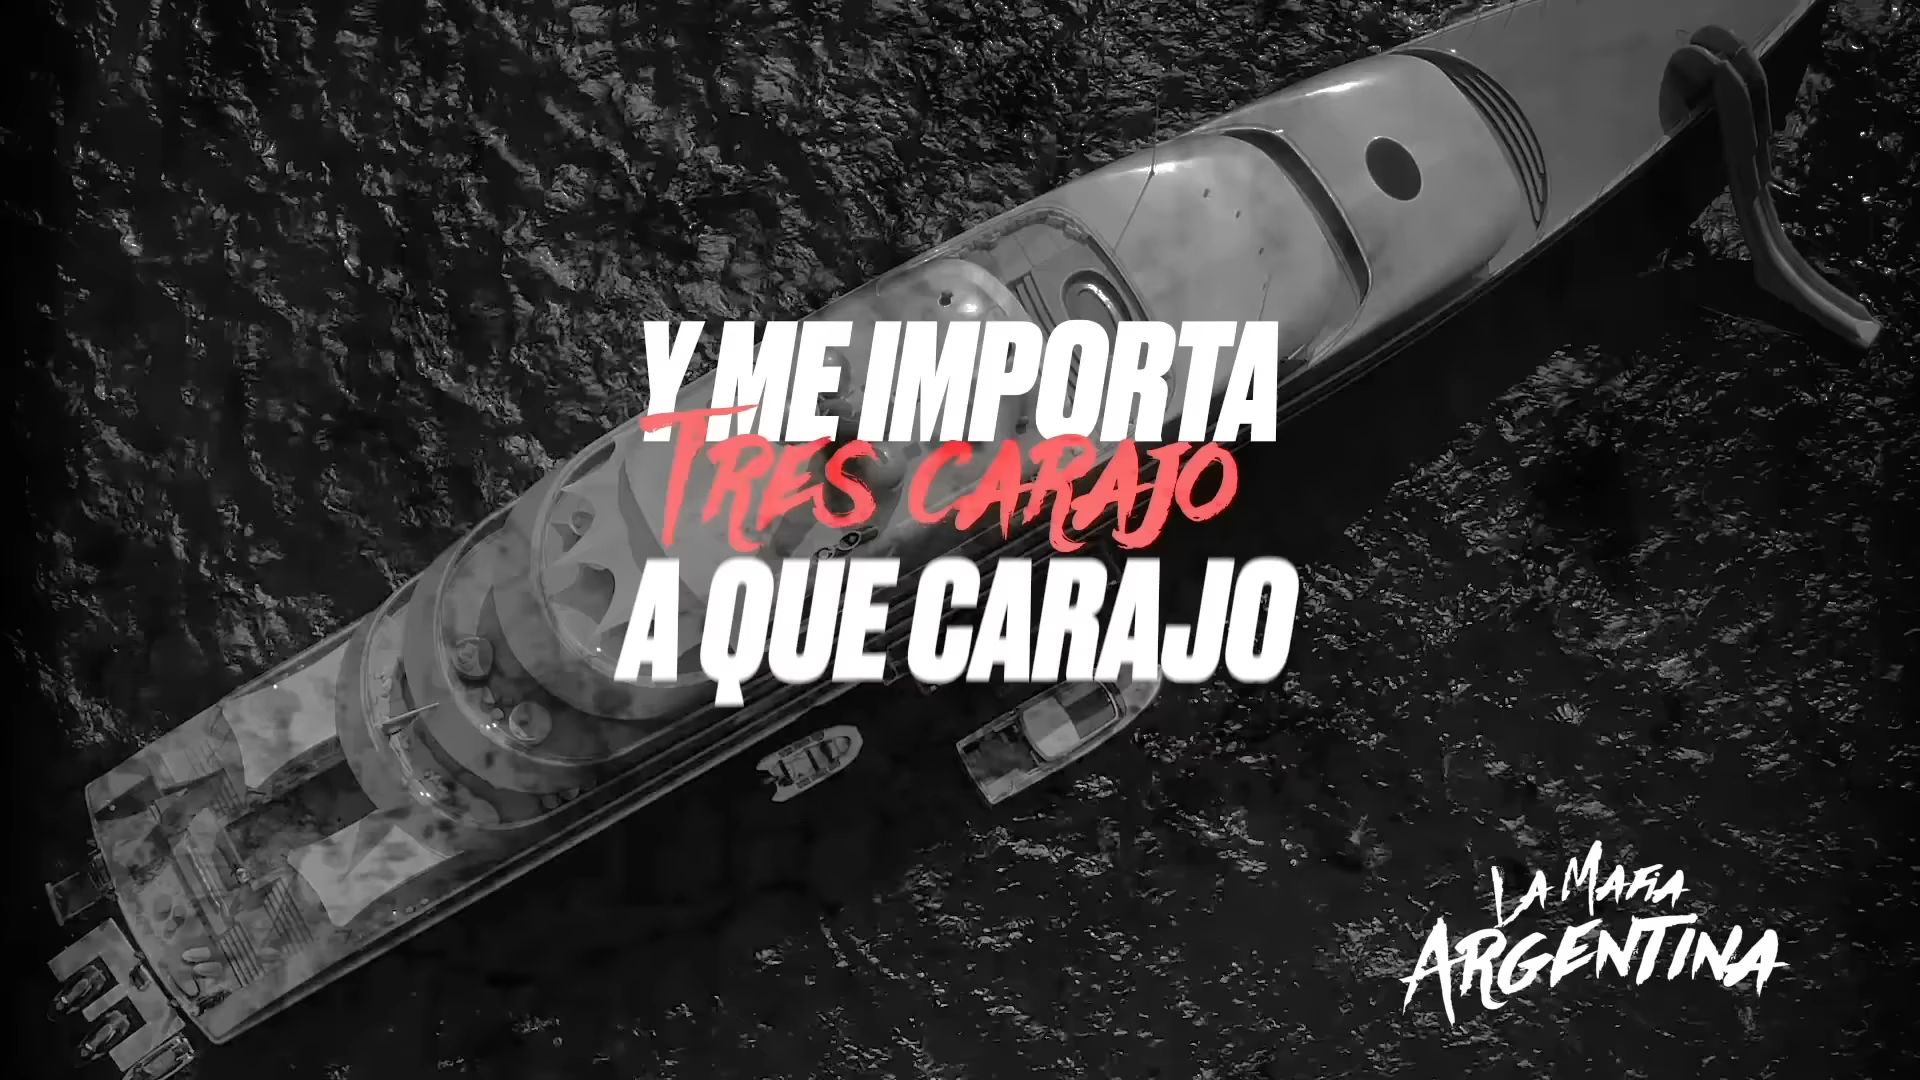 Y ME IMPORTA
TRES CARAJO
A QUE CARAJO
LA MAFIA
ARGENTINA